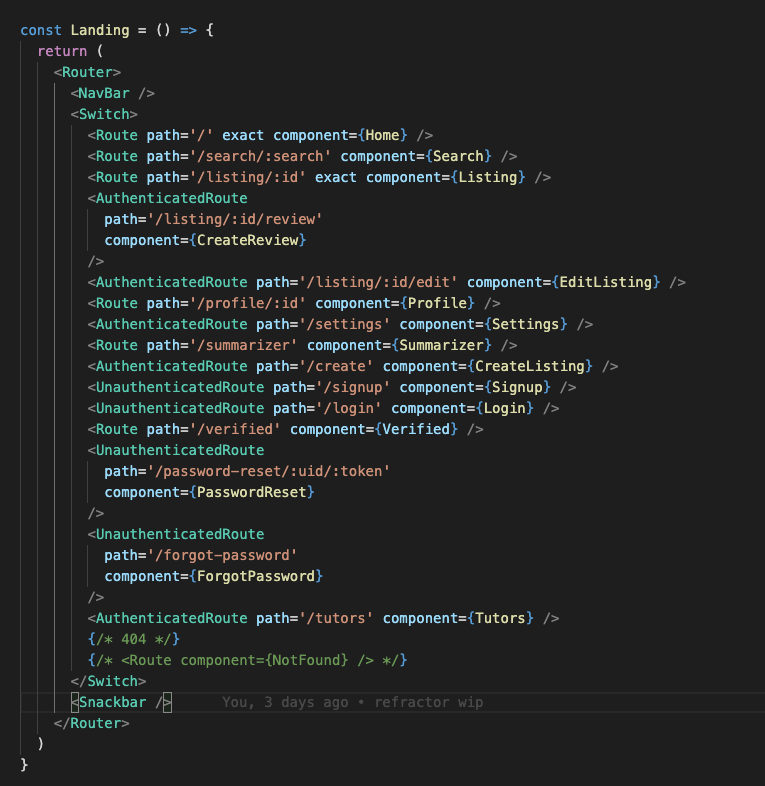 const Landing = () => {
  return (
    <Router>
      <NavBar />
      <Switch>
        <Route path='/' exact component={Home} />
        <Route path='/search/:search' component={Search} />
        <Route path='/listing/:id' exact component={Listing} />
        <AuthenticatedRoute
          path='/listing/:id/review'
          component={CreateReview}
        />
        <AuthenticatedRoute path='/listing/:id/edit' component={EditListing} />
        <Route path='/profile/:id' component={Profile} />
        <AuthenticatedRoute path='/settings' component={Settings} />
        <Route path='/summarizer' component={Summarizer} />
        <AuthenticatedRoute path='/create' component={CreateListing} />
        <UnauthenticatedRoute path='/signup' component={Signup} />
        <UnauthenticatedRoute path='/login' component={Login} />
        <Route path='/verified' component={Verified} />
        <UnauthenticatedRoute
          path='/password-reset/:uid/:token'
          component={PasswordReset}
        />
        <UnauthenticatedRoute
          path='/forgot-password'
          component={ForgotPassword}
        />
        <AuthenticatedRoute path='/tutors' component={Tutors} />
        {/* 404 */}
        {/* <Route component={NotFound} /> */}
      </Switch>
      <Snackbar />      You, 3 days ago • refractor wip
    </Router>
  )
}